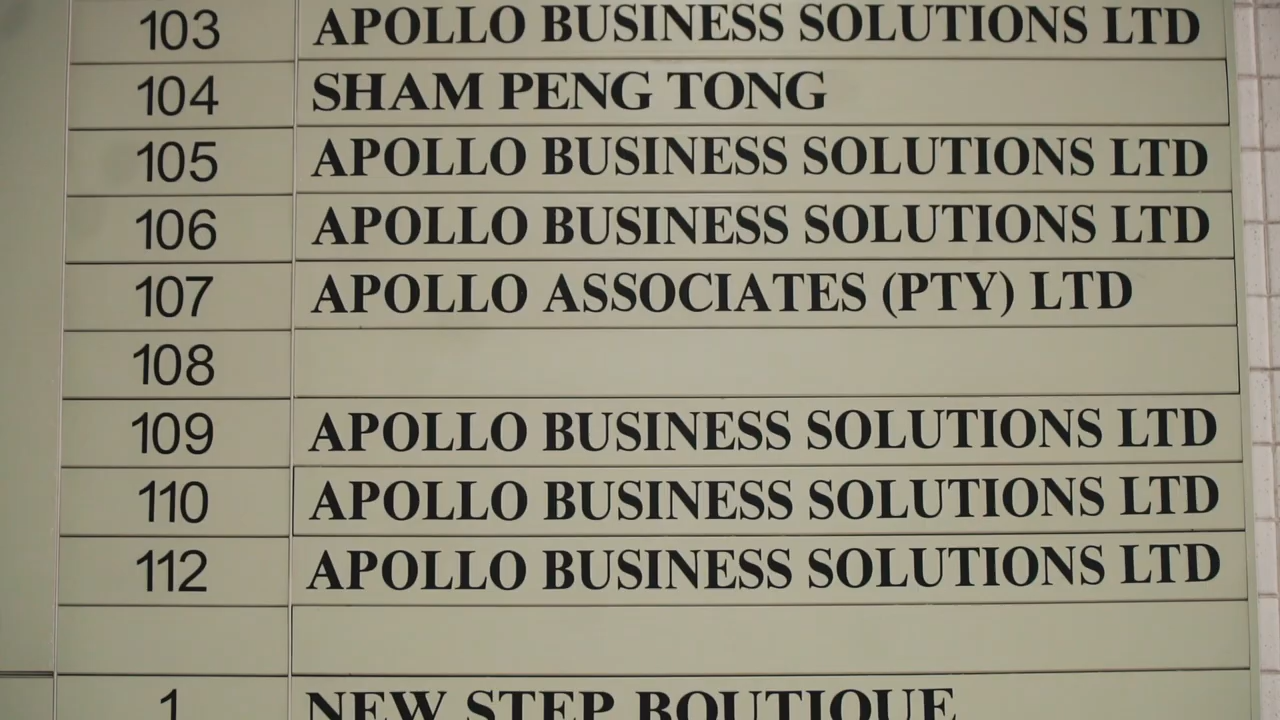 103 APOLLO BUSINESS SOLUTIONS LTD
104 SHAM PENG TONG
105 APOLLO BUSINESS SOLUTIONS LTD
106 APOLLO BUSINESS SOLUTIONS LTD
107 APOLLO ASSOCIATES (PTY) LTD
108
109 APOLLO BUSINESS SOLUTIONS LTD
110 APOLLO BUSINESS SOLUTIONS LTD
112 APOLLO BUSINESS SOLUTIONS LTD
1 NEW STEP BOUTIQUE